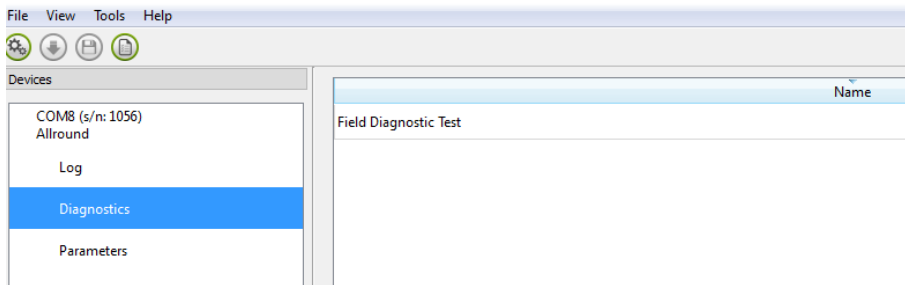 File View Tools Help
Devices
Name
COM8 (s/n: 1056)
Allround
Field Diagnostic Test
Log
Diagnostics
Parameters